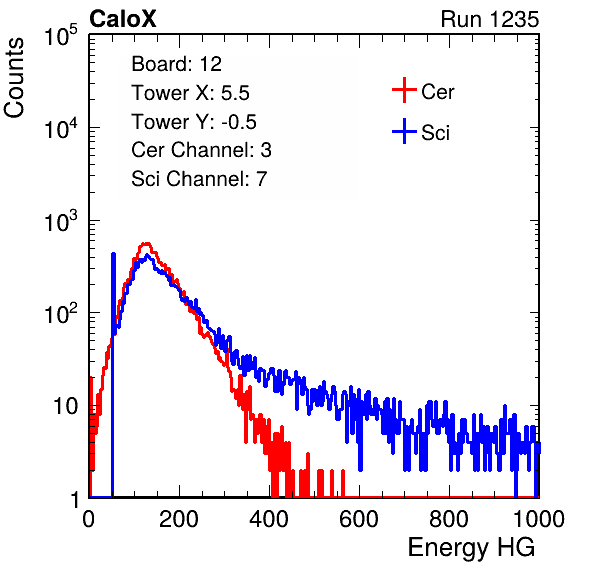 CaloX
Run 1235
Counts
Board: 12
Tower X: 5.5
Tower Y: -0.5
Cer Channel: 3
Sci Channel: 7
Cer
Sci
10^5
10^4
10^3
10^2
10
1
0 200 400 600 800 1000
Energy HG